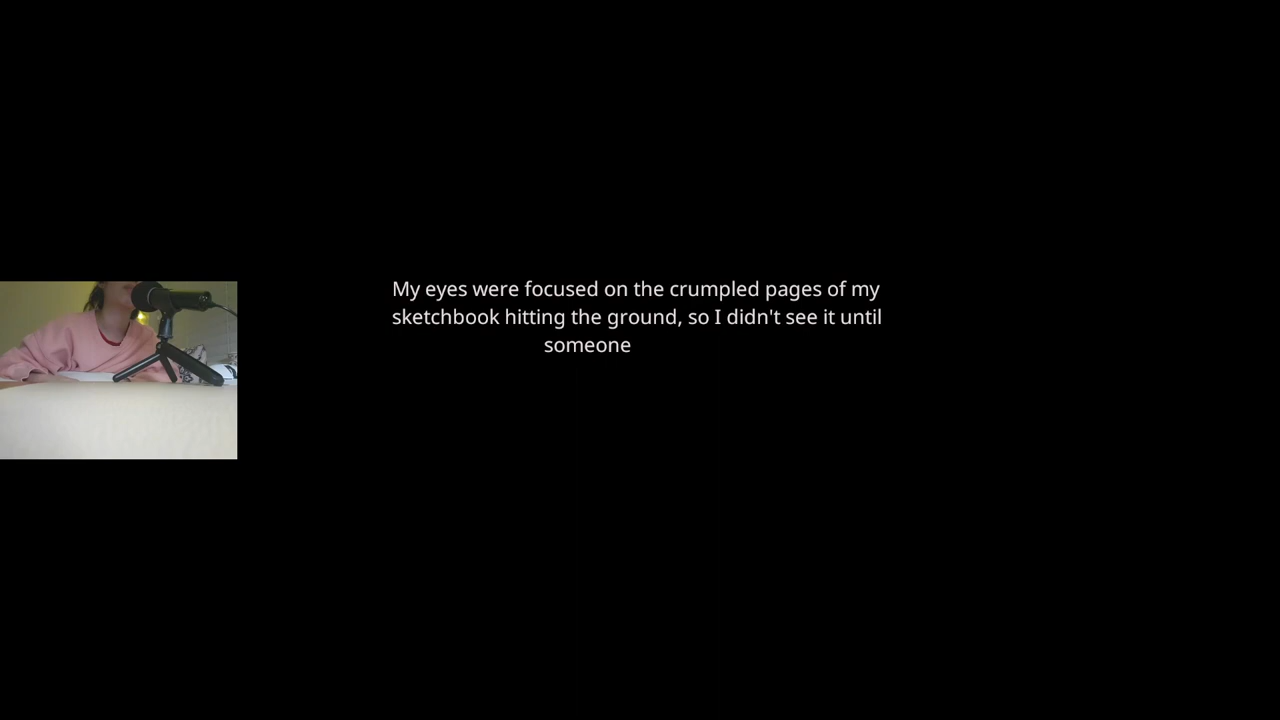 My eyes were focused on the crumpled pages of my
sketchbook hitting the ground, so I didn't see it until
someone